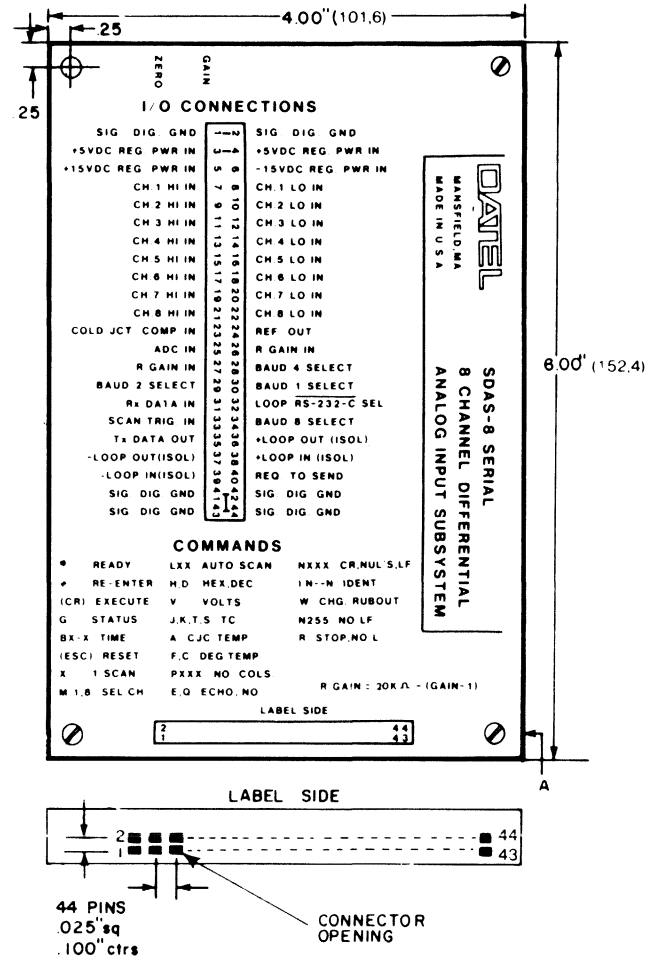 4.00"(101,6)
.25
.25
ZERO
GAIN
I/O CONNECTIONS
SIG. DIG. GND 1 2 SIG. DIG. GND
+5VDC REG. PWR IN 3 4 +5VDC REG. PWR IN
+15VDC REG. PWR IN 5 6 -15VDC REG. PWR IN
CH.1 HI IN 7 8 CH.1 LO IN
CH.2 HI IN 9 10 CH.2 LO IN
CH.3 HI IN 11 12 CH.3 LO IN
CH.4 HI IN 13 14 CH.4 LO IN
CH.5 HI IN 15 16 CH.5 LO IN
CH.6 HI IN 17 18 CH.6 LO IN
CH.7 HI IN 19 20 CH.7 LO IN
CH.8 HI IN 21 22 CH.8 LO IN
COLD JCT COMP IN 23 24 REF OUT
ADC IN 25 26 R GAIN IN
R GAIN IN 27 28 BAUD 4 SELECT
BAUD 2 SELECT 29 30 BAUD 1 SELECT
Rx DATA IN 31 32 LOOP RS-232-C SEL
SCAN TRIG IN 33 34 BAUD 8 SELECT
Tx DATA OUT 35 36 +LOOP OUT (ISOL)
-LOOP OUT(ISOL) 37 38 +LOOP IN (ISOL)
-LOOP IN(ISOL) 39 40 REQ TO SEND
SIG DIG GND 41 42 SIG DIG GND
SIG DIG GND 43 44 SIG DIG GND
DATEL
MANSFIELD, MA
MADE IN USA
SDAS-8 SERIAL
8 CHANNEL DIFFERENTIAL
ANALOG INPUT SUBSYSTEM
6.00" (152,4)
COMMANDS
* READY LXX AUTO SCAN NXXX CR,NUL'S,LF
RE-ENTER H,D HEX,DEC I N--N IDENT
(CR) EXECUTE V VOLTS W CHG. RUBOUT
G STATUS J,K,T,S TC N255 NO LF
BX-X TIME A CJC TEMP R STOP,NO L
(ESC) RESET F,C DEG TEMP
X 1 SCAN PXXX NO COLS
M 1,8 SEL CH E,Q ECHO, NO R GAIN = 20K Ω - (GAIN-1)
LABEL SIDE
2 44
1 43
A
LABEL SIDE
2 44
1 43
44 PINS
.025"sq
.100"ctrs
CONNECTOR
OPENING